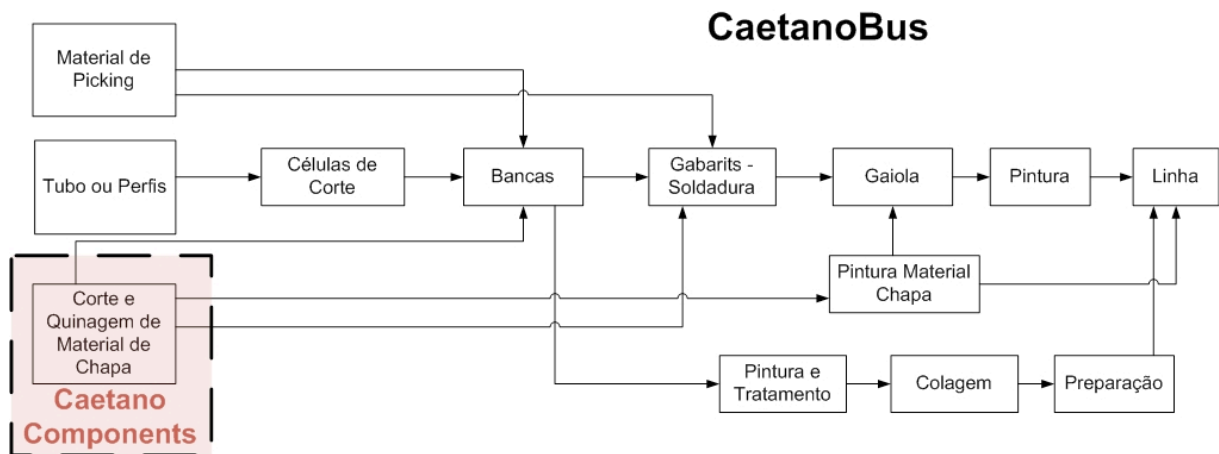 CaetanoBus
Material de
Picking
Tubo ou Perfis
Células de
Corte
Bancas
Gabarits -
Soldadura
Gaiola
Pintura
Linha
Corte e
Quinagem de
Material de
Chapa
Caetano
Components
Pintura Material
Chapa
Pintura e
Tratamento
Colagem
Preparação